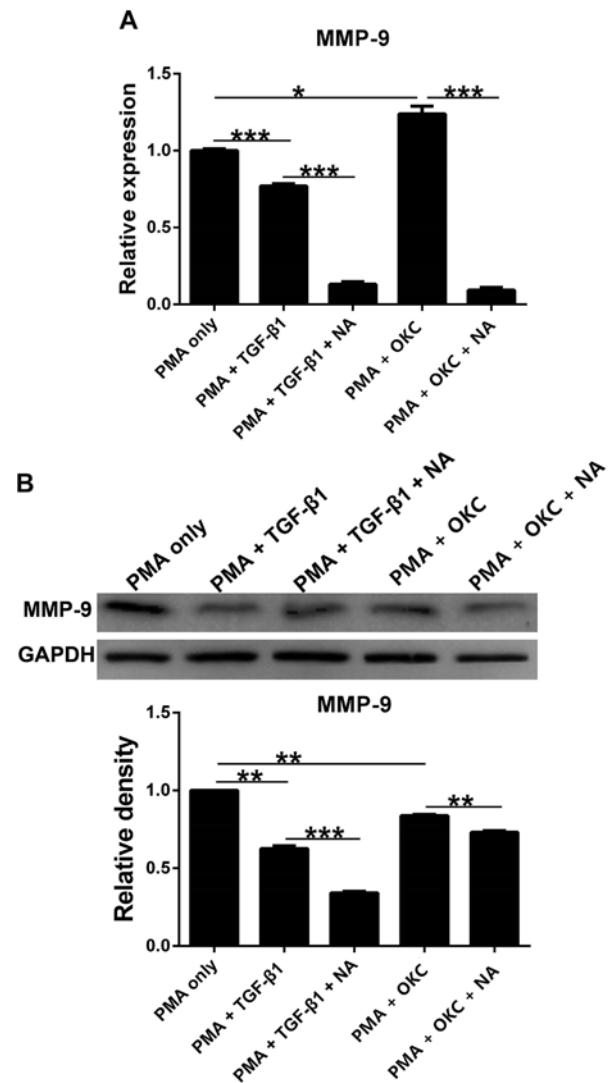 A
MMP-9
Relative expression
1.5
1.0
0.5
0.0
*
***
***
***
PMA only
PMA + TGF-β1
PMA + TGF-β1 + NA
PMA + OKC
PMA + OKC + NA
B
PMA only
PMA + TGF-β1
PMA + TGF-β1 + NA
PMA + OKC
PMA + OKC + NA
MMP-9
GAPDH
MMP-9
Relative density
1.5
1.0
0.5
0.0
**
**
***
**
PMA only
PMA + TGF-β1
PMA + TGF-β1 + NA
PMA + OKC
PMA + OKC + NA